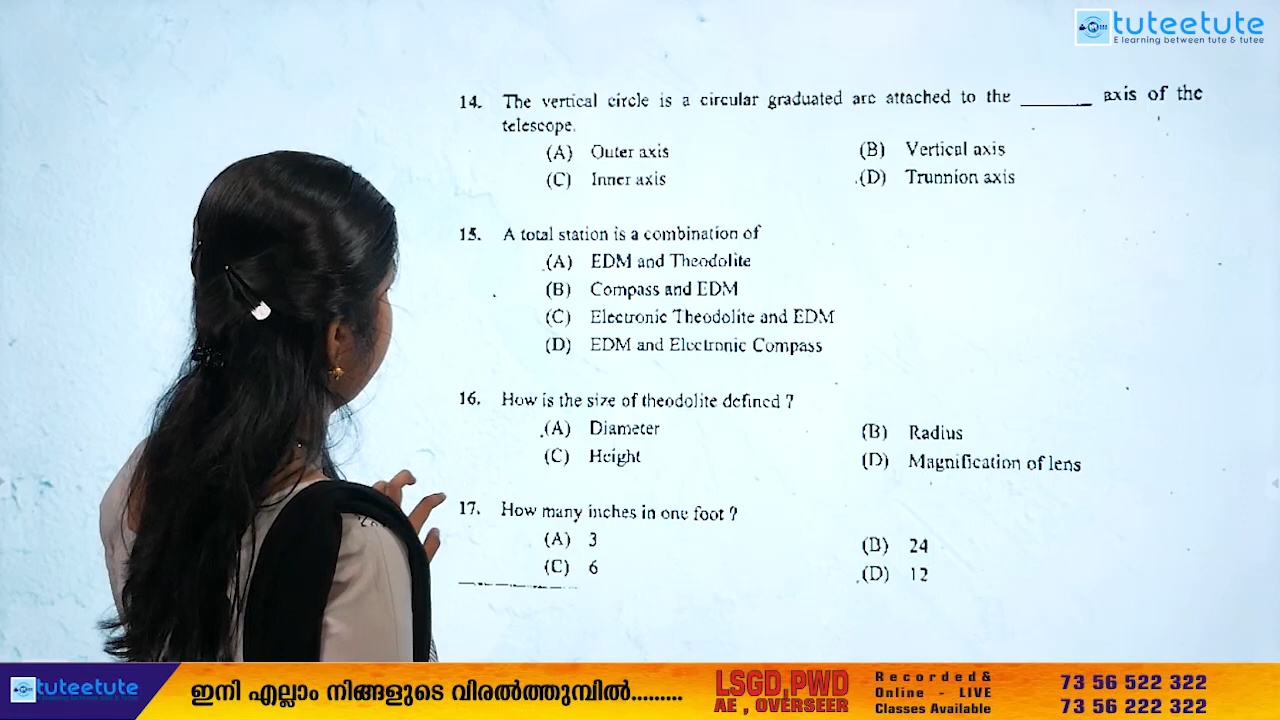 tuteetute
E learning between tute & tutee
14. The vertical circle is a circular graduated arc attached to the ______ axis of the
telescope.
(A) Outer axis (B) Vertical axis
(C) Inner axis (D) Trunnion axis
15. A total station is a combination of
(A) EDM and Theodolite
(B) Compass and EDM
(C) Electronic Theodolite and EDM
(D) EDM and Electronic Compass
16. How is the size of theodolite defined ?
(A) Diameter (B) Radius
(C) Height (D) Magnification of lens
17. How many inches in one foot ?
(A) 3 (B) 24
(C) 6 (D) 12
tuteetute
E learning between tute & tutee
ഇനി എല്ലാം നിങ്ങളുടെ വിരൽത്തുമ്പിൽ.........
LSGD,PWD
AE , OVERSEER
Recorded &
Online - LIVE
Classes Available
73 56 522 322
73 56 222 322